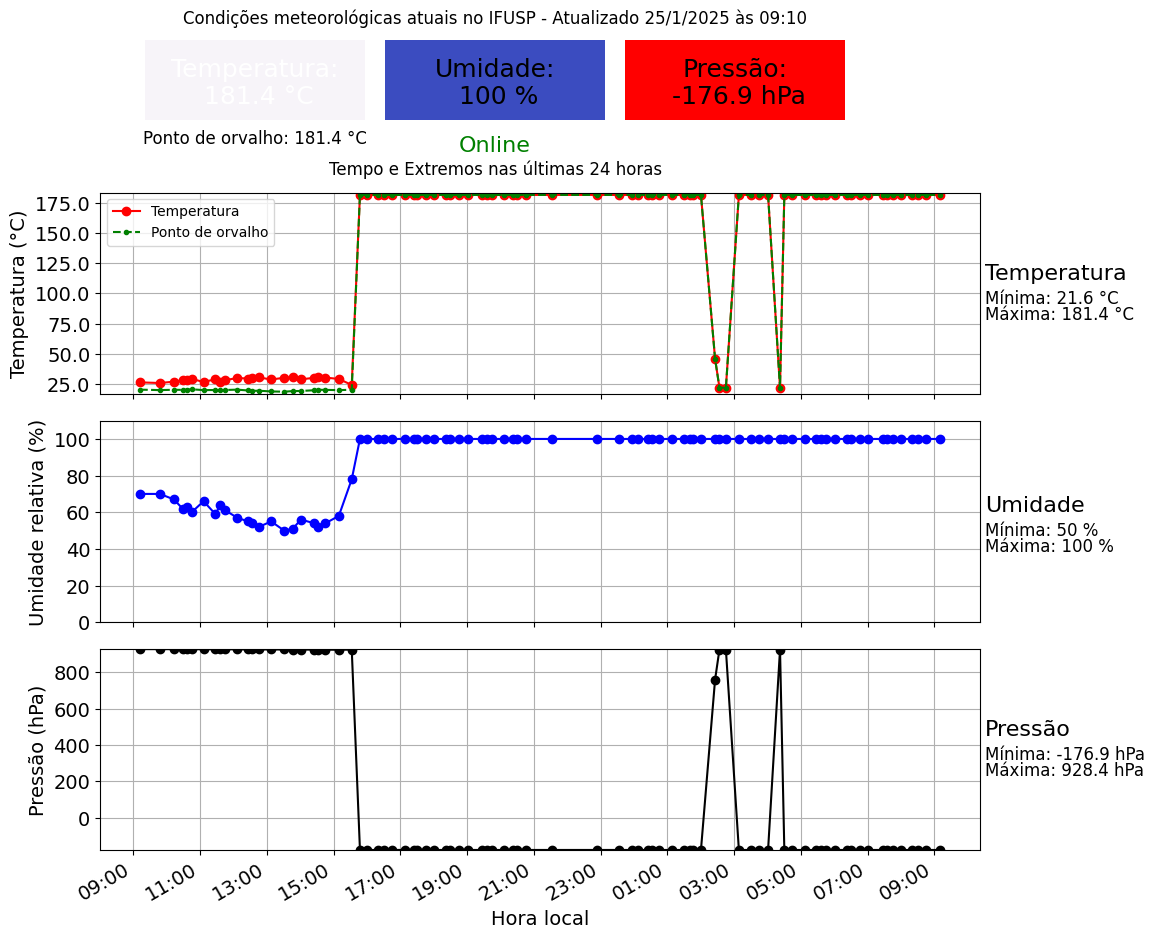 Condições meteorológicas atuais no IFUSP - Atualizado 25/1/2025 às 09:10
Temperatura:
181.4 °C
Umidade:
100 %
Pressão:
-176.9 hPa
Ponto de orvalho: 181.4 °C
Online
Tempo e Extremos nas últimas 24 horas
Temperatura (°C)
175.0
150.0
125.0
100.0
75.0
50.0
25.0
Temperatura
Ponto de orvalho
Temperatura
Mínima: 21.6 °C
Máxima: 181.4 °C
Umidade relativa (%)
100
80
60
40
20
0
Umidade
Mínima: 50 %
Máxima: 100 %
Pressão (hPa)
800
600
400
200
0
Pressão
Mínima: -176.9 hPa
Máxima: 928.4 hPa
09:00
11:00
13:00
15:00
17:00
19:00
21:00
23:00
01:00
03:00
05:00
07:00
09:00
Hora local